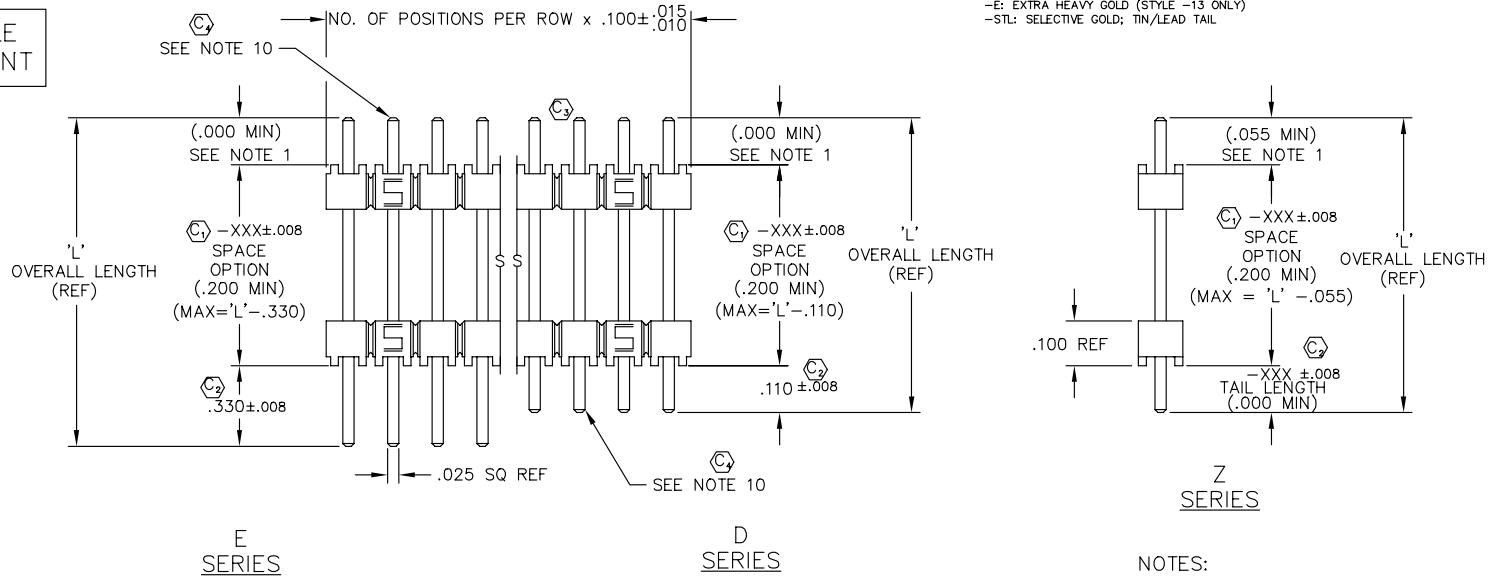 -E: EXTRA HEAVY GOLD (STYLE -13 ONLY)
-STL: SELECTIVE GOLD; TIN/LEAD TAIL
LE
NT
NO. OF POSITIONS PER ROW x .100± .015
.010
C4
SEE NOTE 10
C3
(.000 MIN)
SEE NOTE 1
(.000 MIN)
SEE NOTE 1
(.055 MIN)
SEE NOTE 1
'L'
OVERALL LENGTH
(REF)
C1 -XXX±.008
SPACE
OPTION
(.200 MIN)
(MAX='L'-.330)
S S
C1 -XXX±.008
SPACE
OPTION
(.200 MIN)
(MAX='L'-.110)
'L'
OVERALL LENGTH
(REF)
C1 -XXX±.008
SPACE
OPTION
(.200 MIN)
(MAX = 'L' -.055)
'L'
OVERALL LENGTH
(REF)
.100 REF
C2
.330±.008
C2
.110±.008
C2
-XXX ±.008
TAIL LENGTH
(.000 MIN)
.025 SQ REF
C4
SEE NOTE 10
E
SERIES
D
SERIES
Z
SERIES
NOTES: